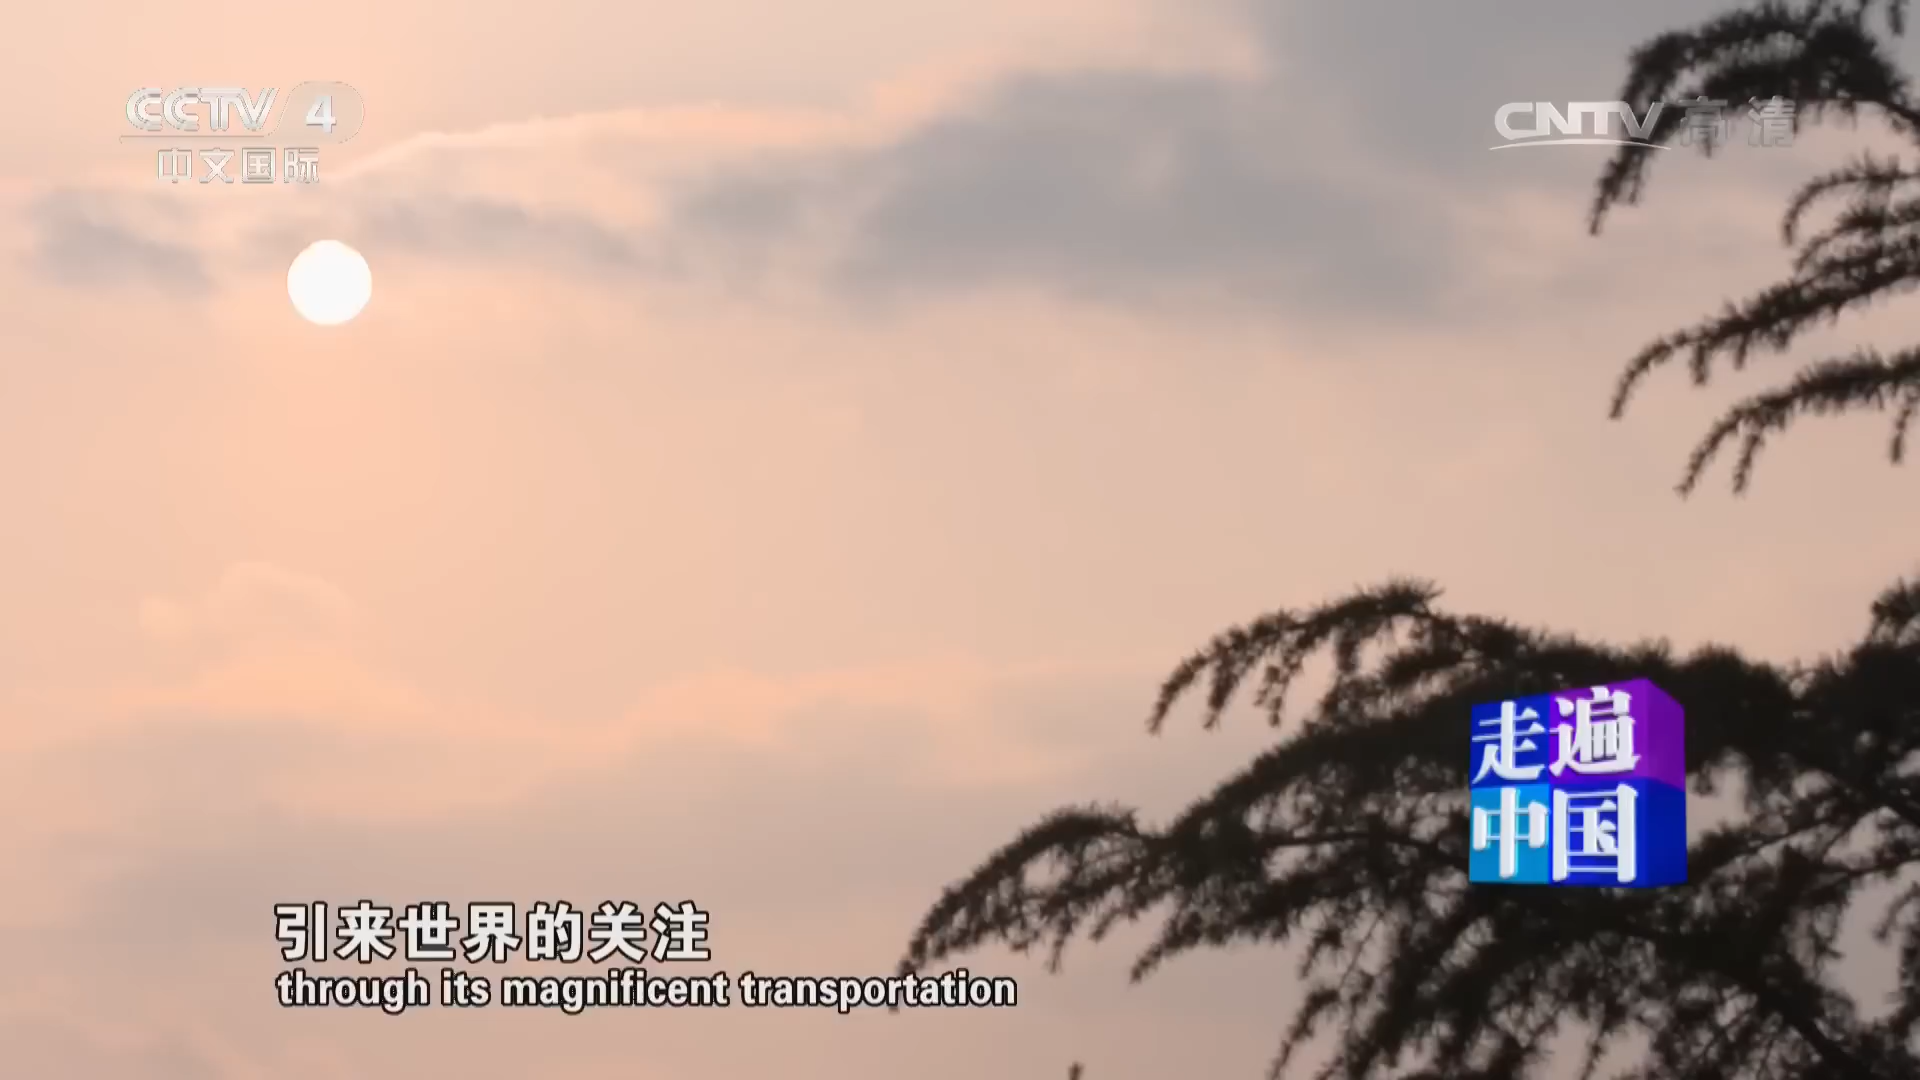 CCTV 4
中文国际
CNTV 高清
走遍
中国
引来世界的关注
through its magnificent transportation